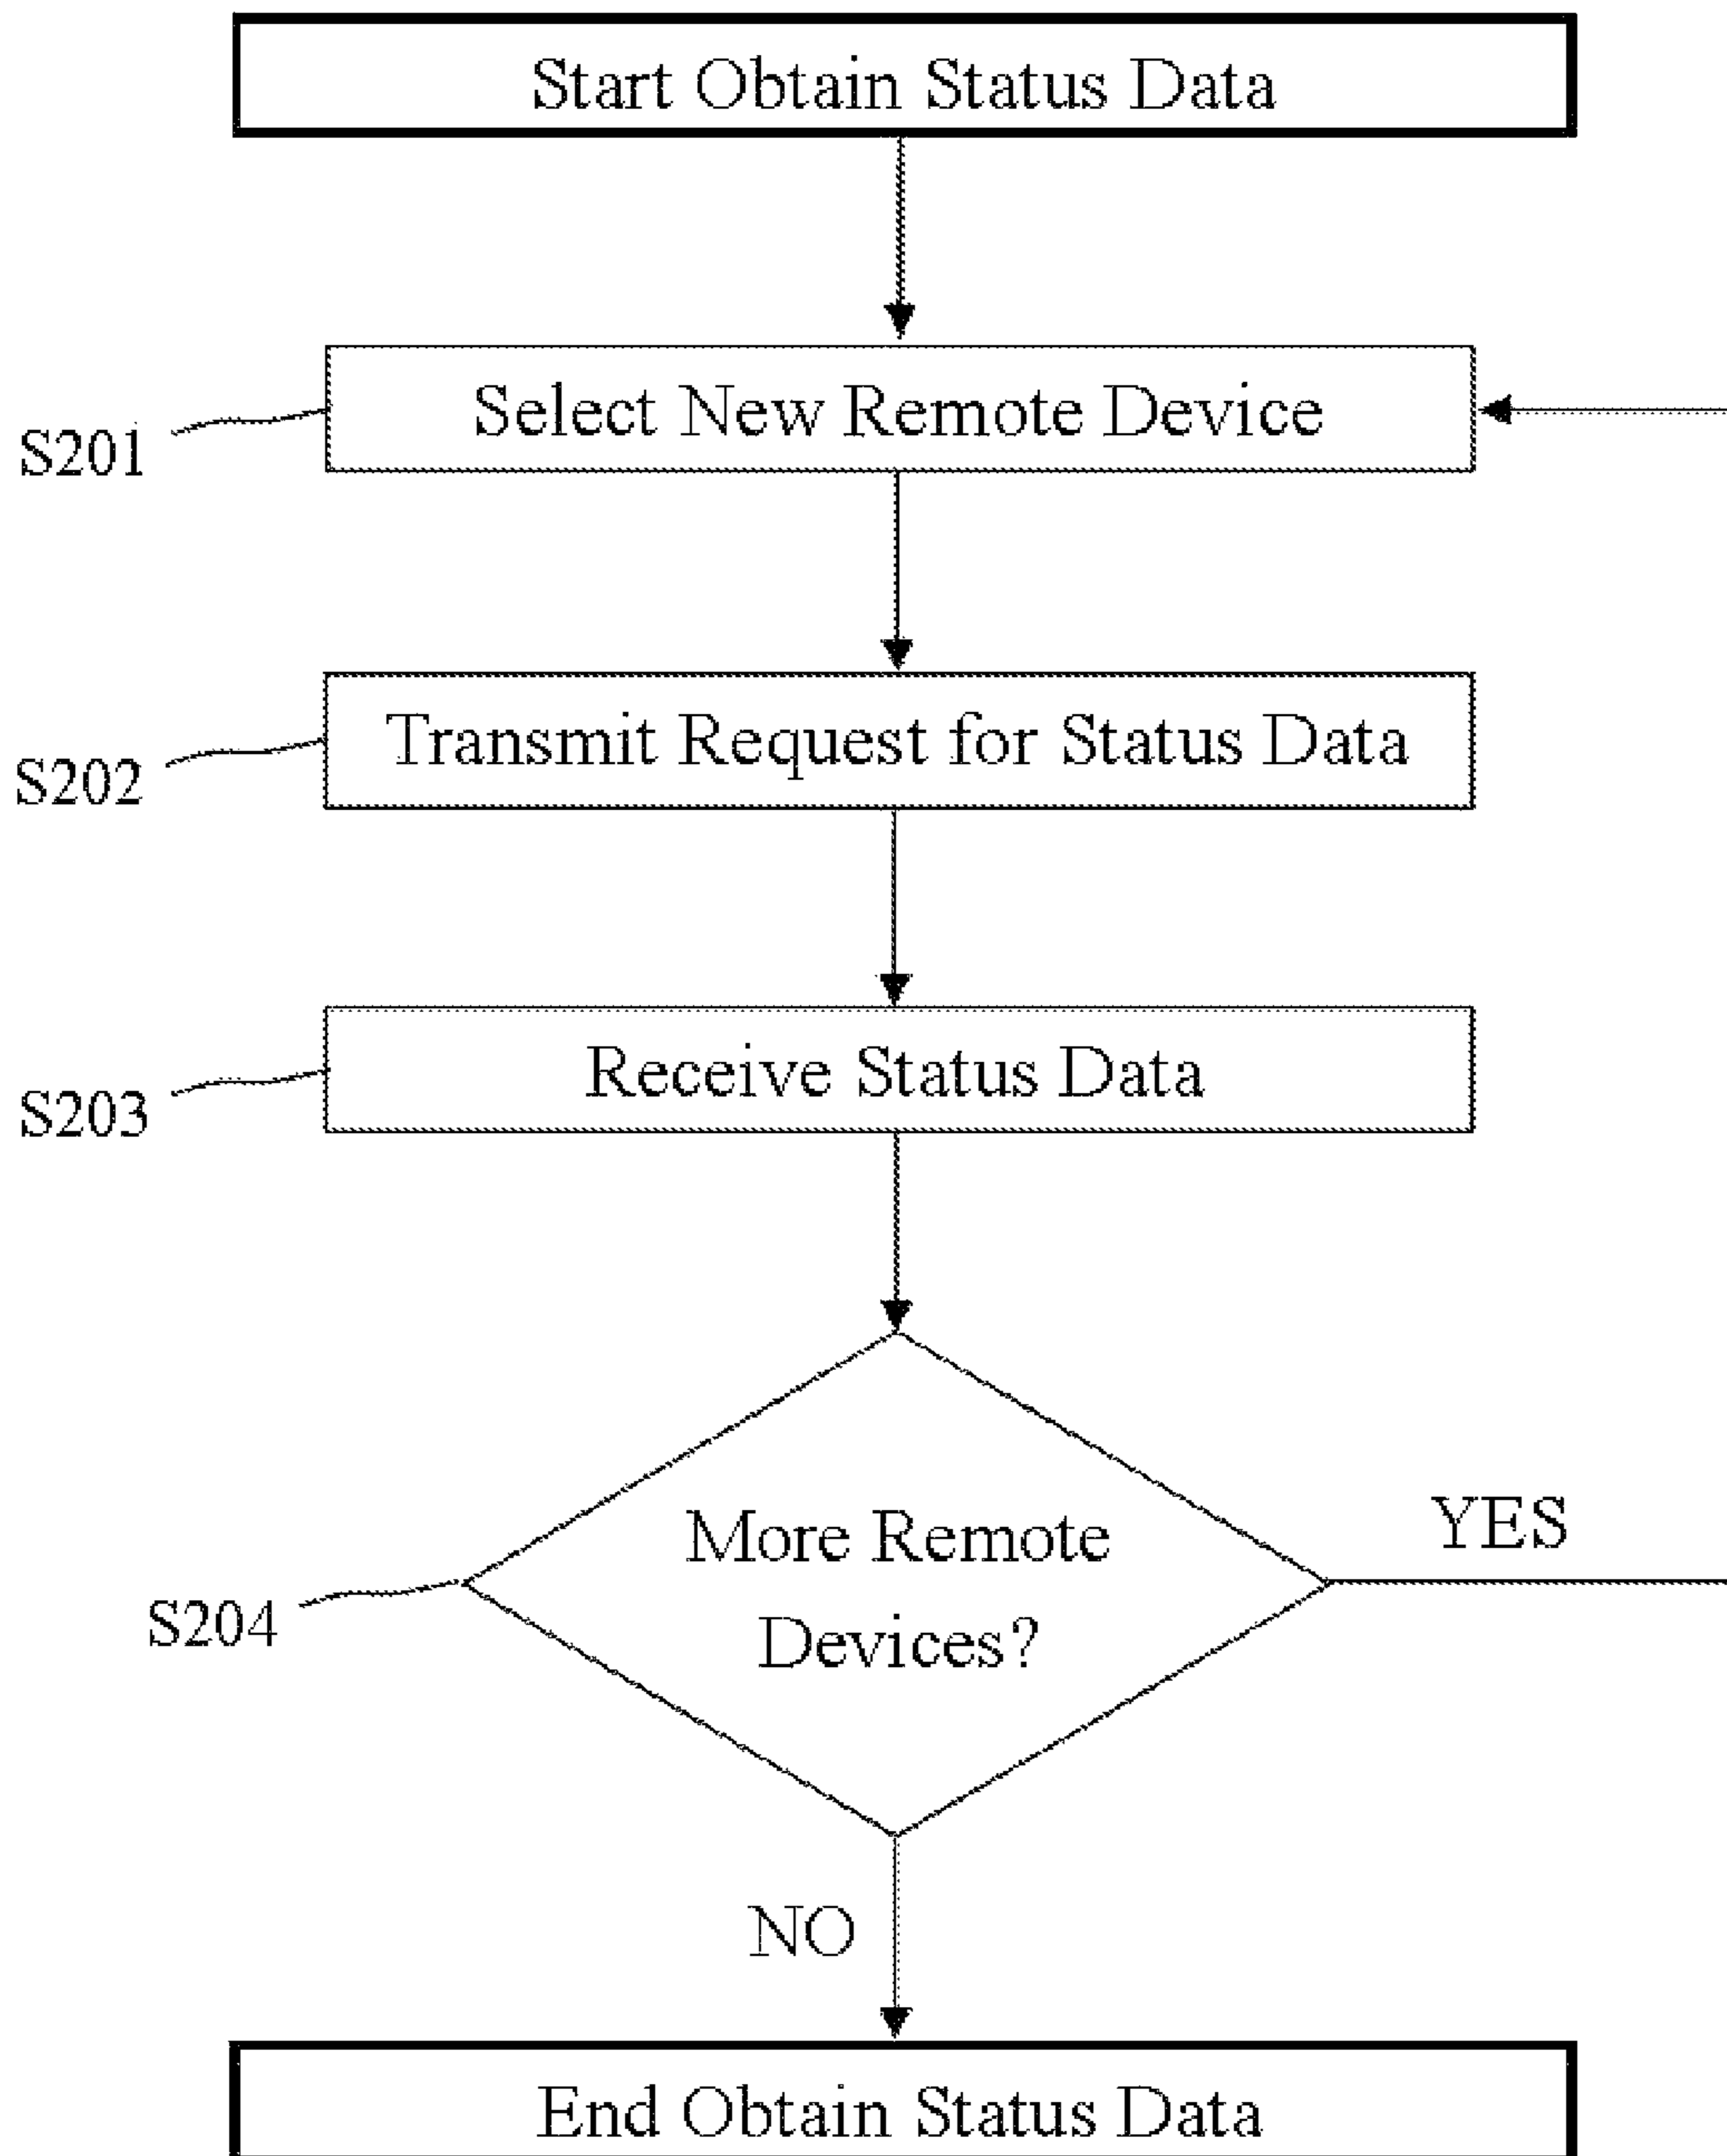 Start Obtain Status Data
S201
Select New Remote Device
S202
Transmit Request for Status Data
S203
Receive Status Data
S204
More Remote
Devices?
YES
NO
End Obtain Status Data